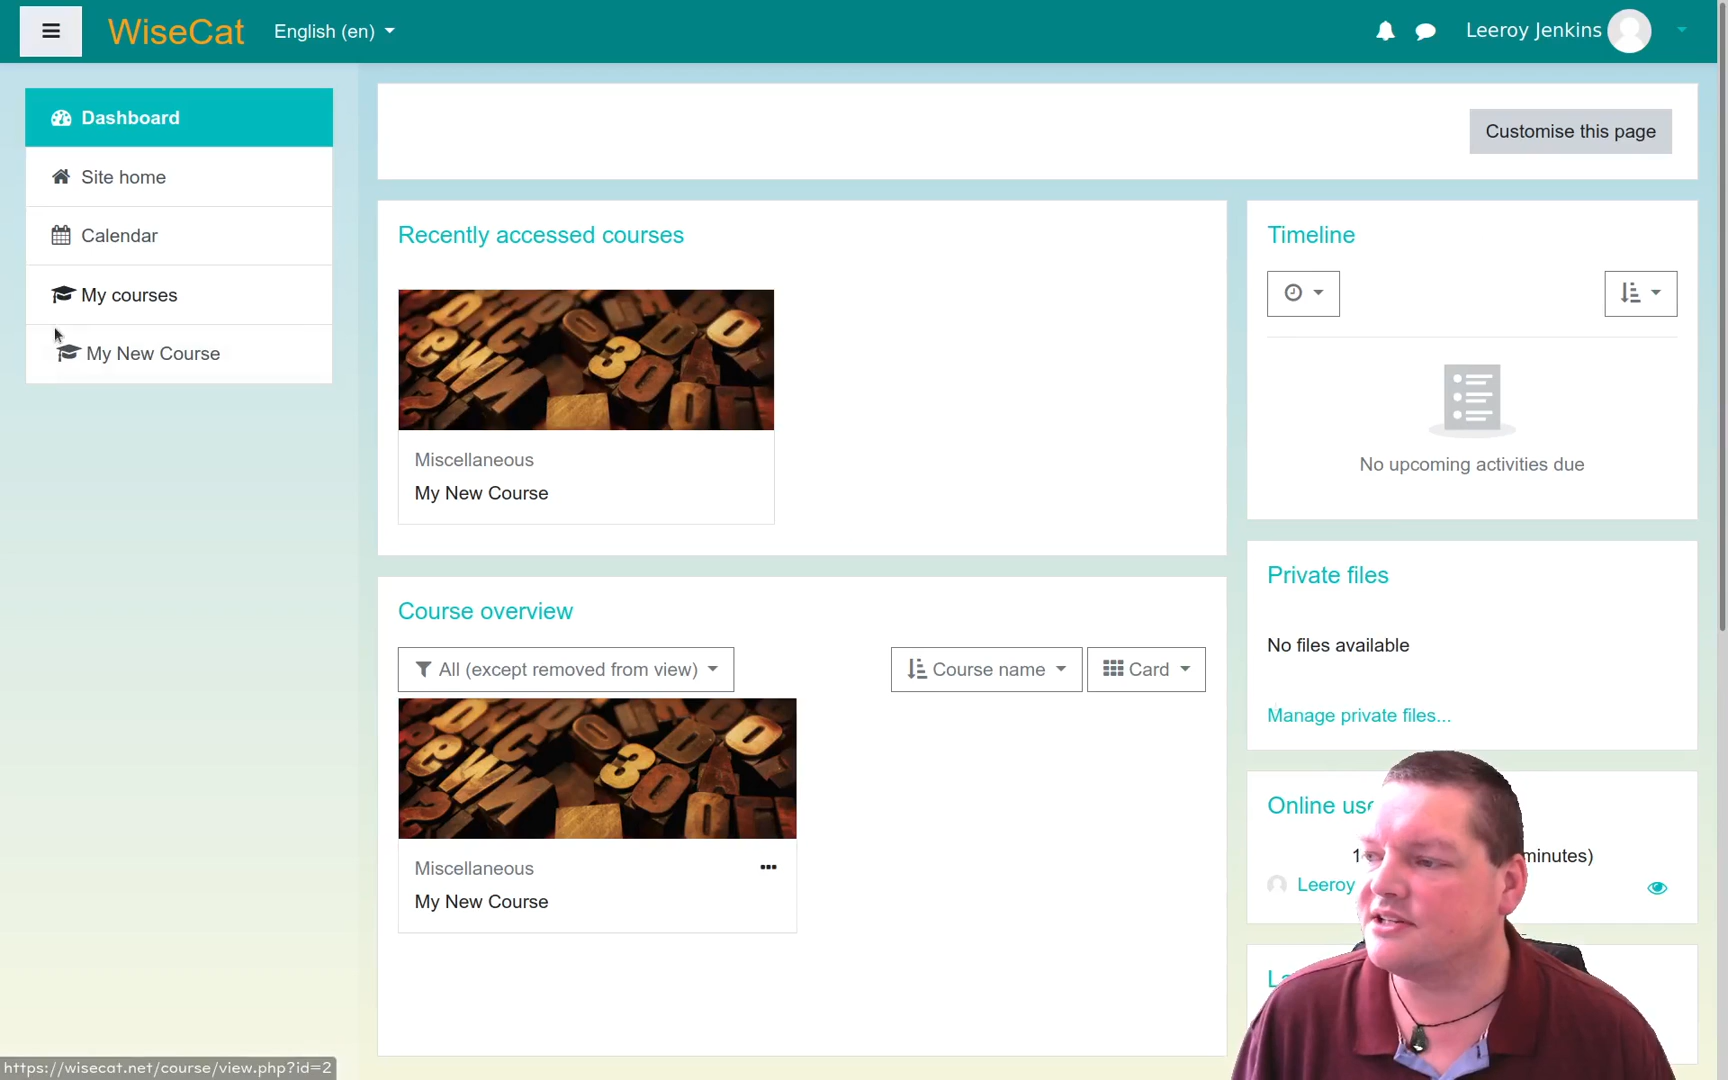 WiseCat
English (en)
Leeroy Jenkins
Dashboard
Site home
Calendar
My courses
My New Course
Customise this page
Recently accessed courses
Miscellaneous
My New Course
Course overview
All (except removed from view)
Course name
Card
Miscellaneous
My New Course
Timeline
No upcoming activities due
Private files
No files available
Manage private files...
Online use
1
minutes)
Leeroy
https://wisecat.net/course/view.php?id=2